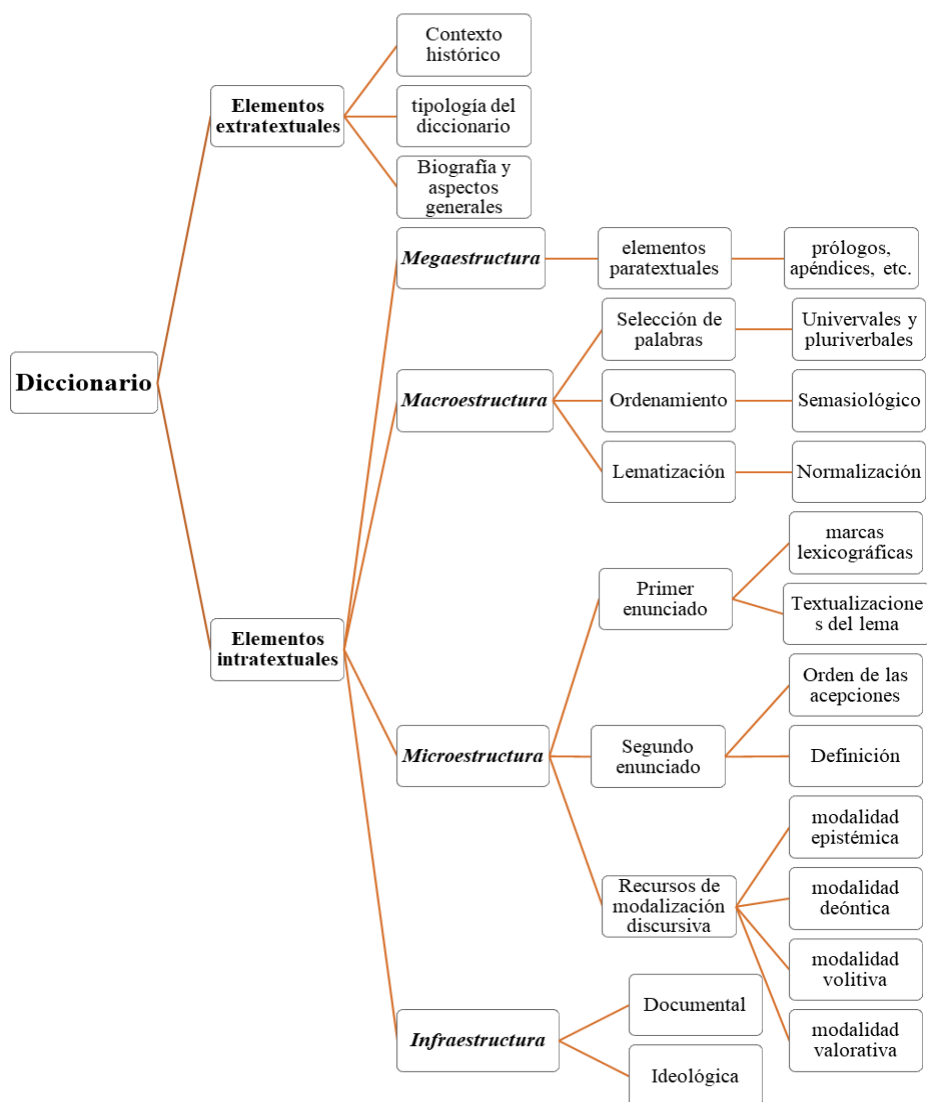 Contexto
histórico
Elementos
extratextuales
tipología del
diccionario
Biografía y
aspectos
generales
Megaestructura
elementos
paratextuales
prólogos,
apéndices, etc.
Selección de
palabras
Univervales y
pluriverbales
Diccionario
Macroestructura
Ordenamiento
Semasiológico
Lematización
Normalización
marcas
lexicográficas
Primer
enunciado
Textualizacione
s del lema
Elementos
intratextuales
Orden de las
acepciones
Microestructura
Segundo
enunciado
Definición
modalidad
epistémica
Recursos de
modalización
discursiva
modalidad
deóntica
modalidad
volitiva
Documental
modalidad
valorativa
Infraestructura
Ideológica